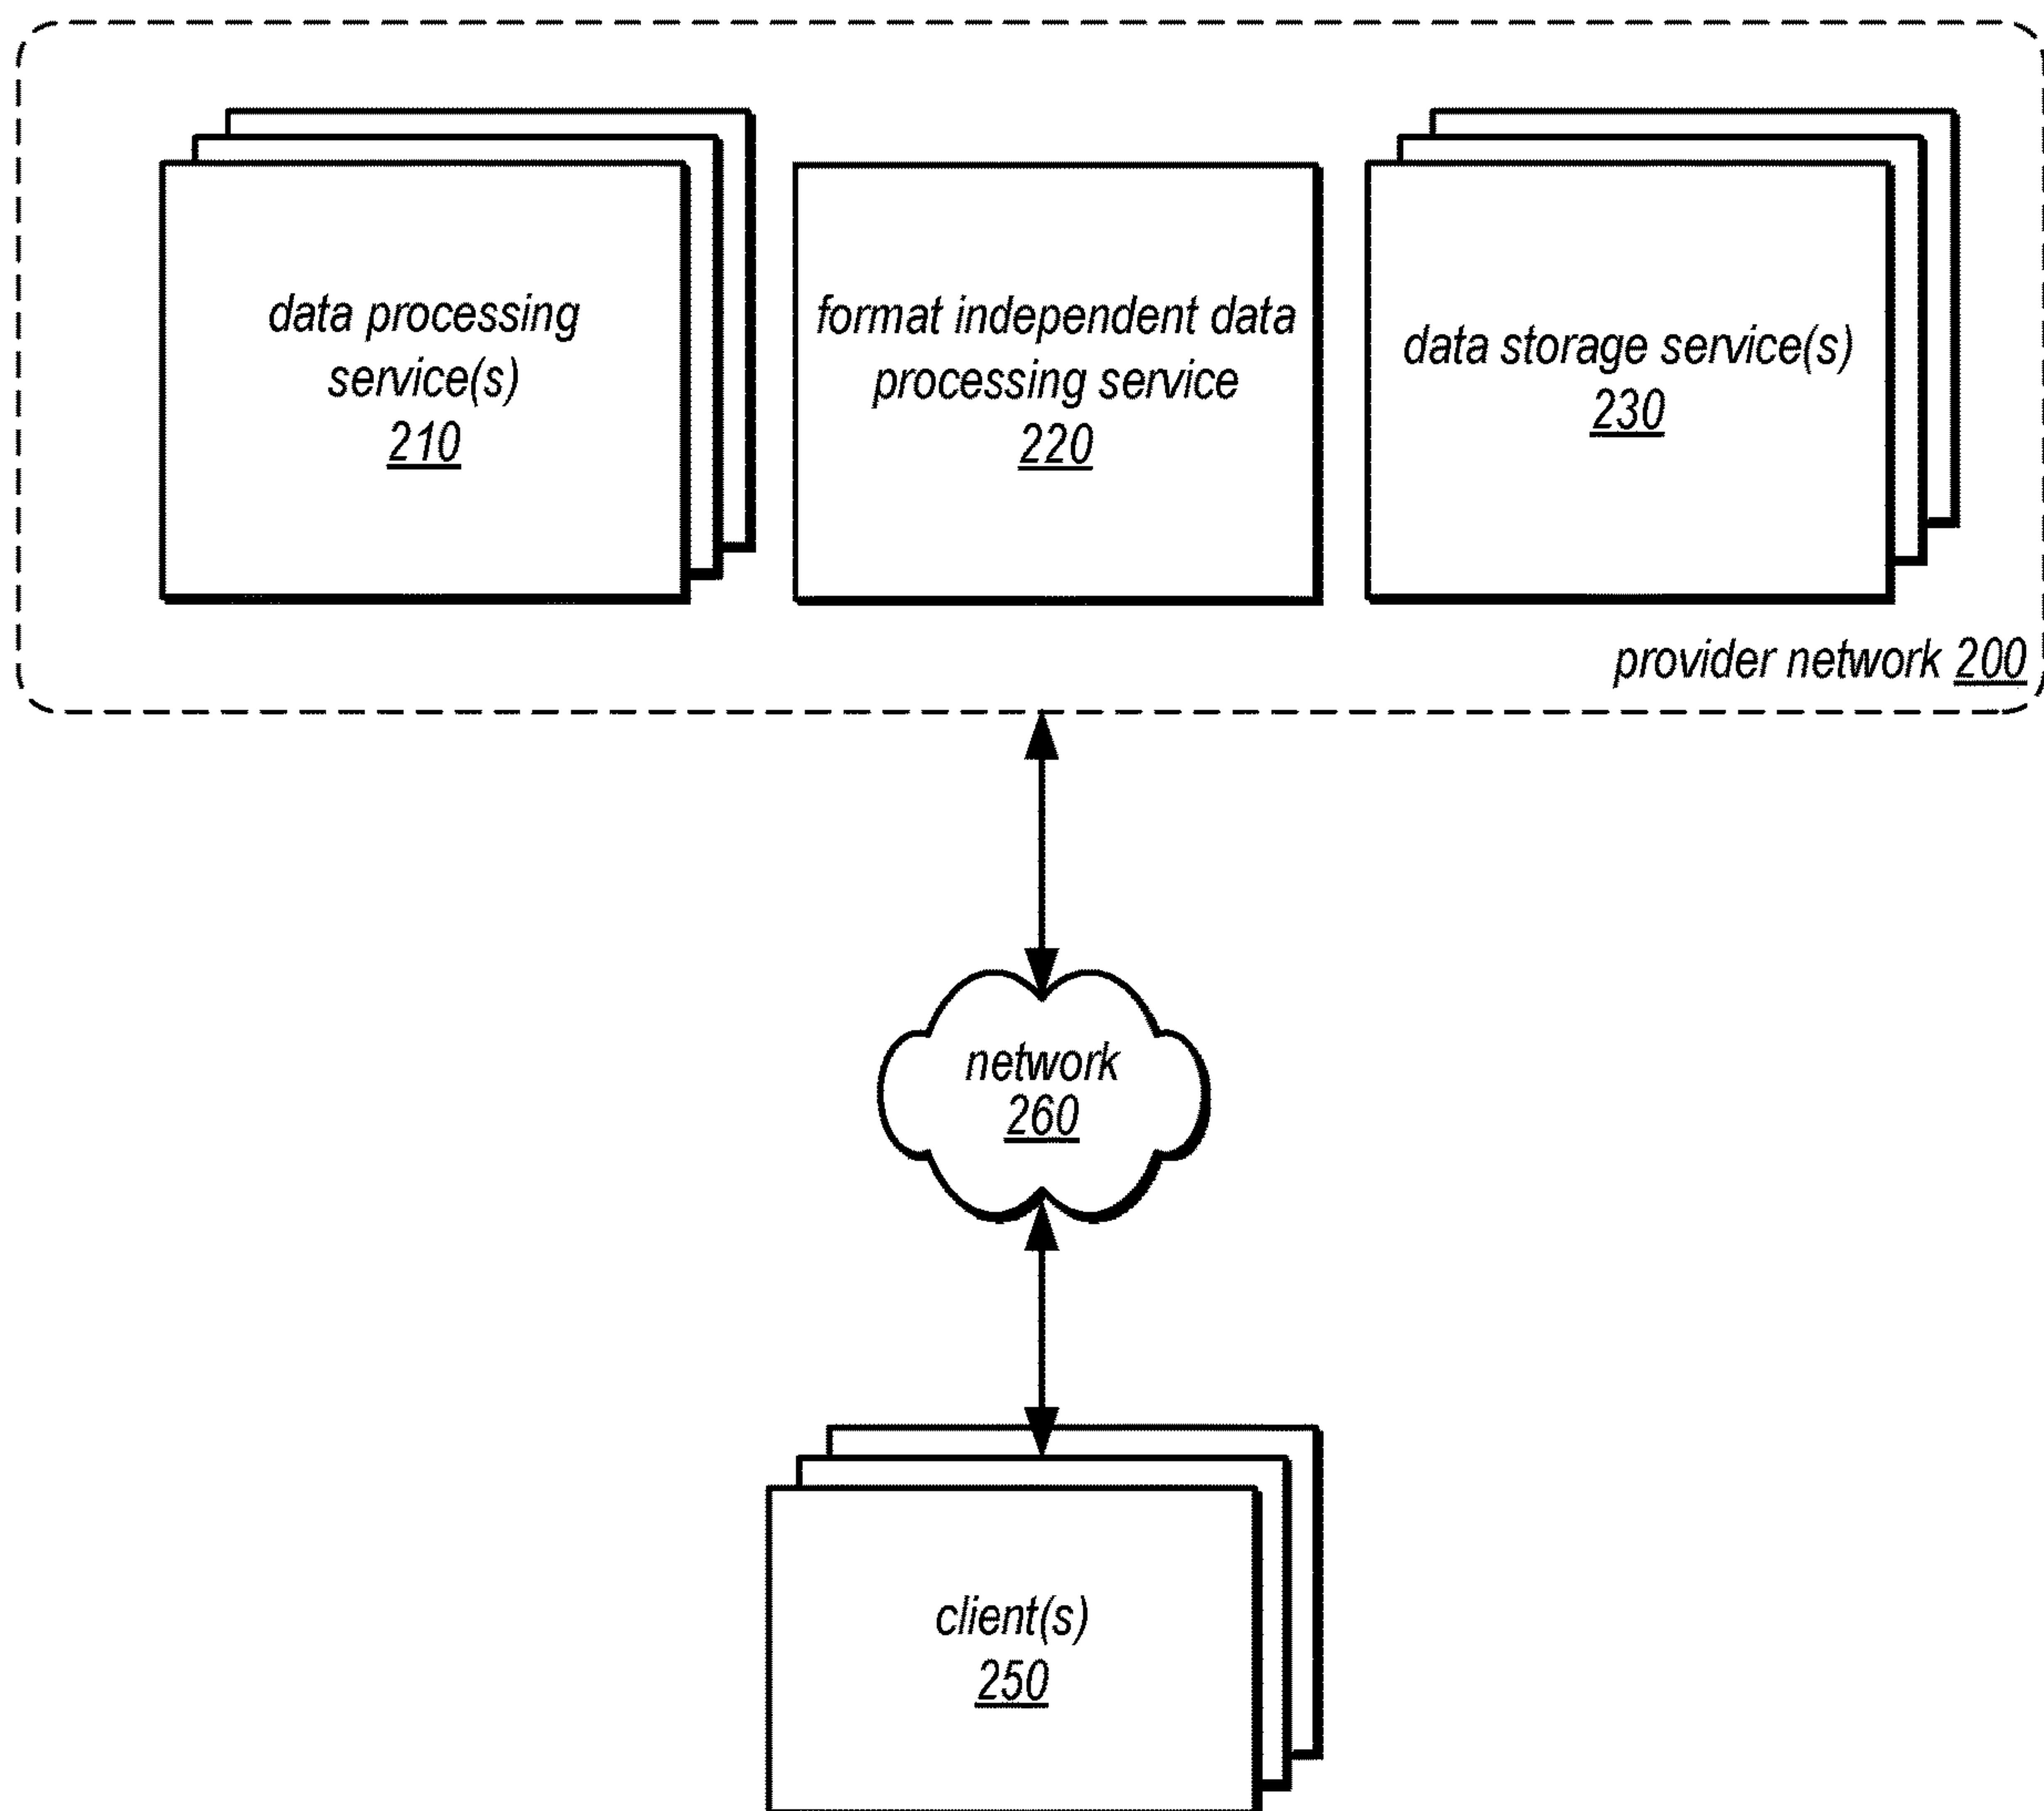 data processing
service(s)
210
format independent data
processing service
220
data storage service(s)
230
provider network 200
network
260
client(s)
250